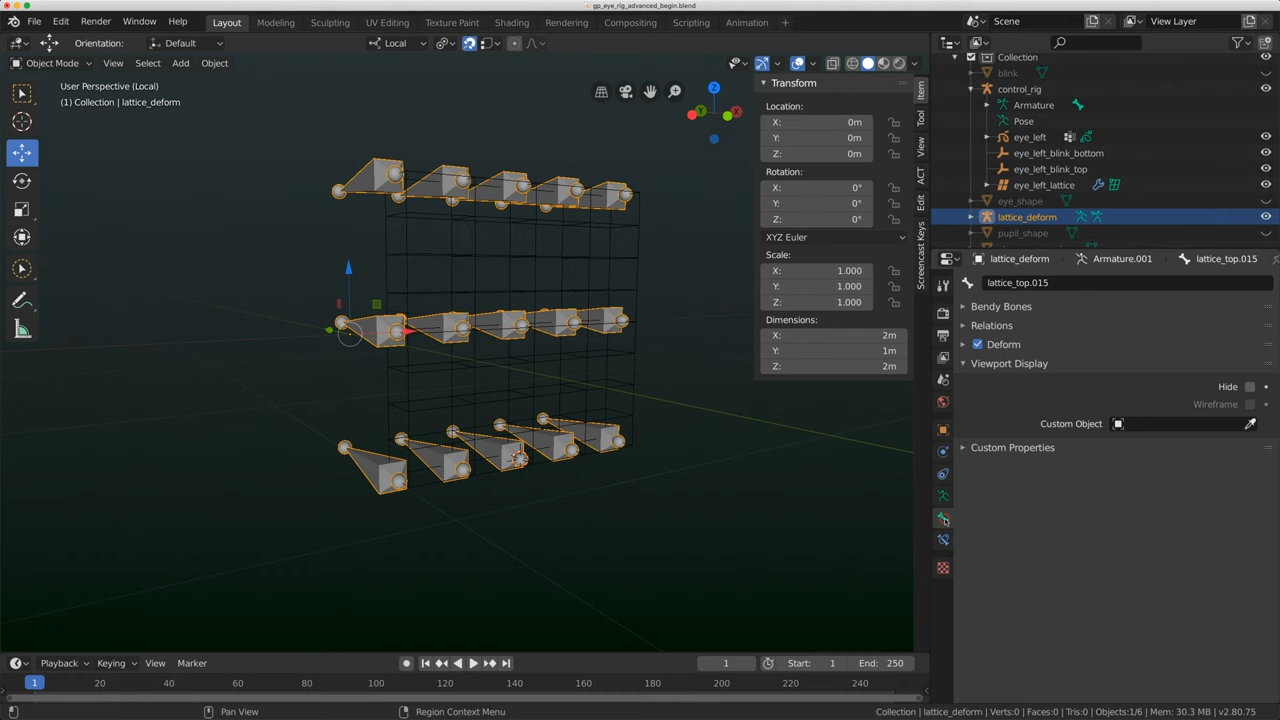 gp_eye_rig_advanced_begin.blend
File Edit Render Window Help Layout Modeling Sculpting UV Editing Texture Paint Shading Rendering Compositing Scripting Animation + Scene View Layer
Orientation: Default Local
Object Mode View Select Add Object
User Perspective (Local)
(1) Collection | lattice_deform
X
Z
Y
Transform
Location:
X: 0m
Y: 0m
Z: 0m
Rotation:
X: 0°
Y: 0°
Z: 0°
XYZ Euler
Scale:
X: 1.000
Y: 1.000
Z: 1.000
Dimensions:
X: 2m
Y: 1m
Z: 2m
Item
Tool
View
ACT
Edit
Screencast Keys
Collection
blink
control_rig
Armature
Pose
eye_left
eye_left_blink_bottom
eye_left_blink_top
eye_left_lattice
eye_shape
lattice_deform
pupil_shape
lattice_deform Armature.001 lattice_top.015
lattice_top.015
Bendy Bones
Relations
Deform
Viewport Display
Hide
Wireframe
Custom Object
Custom Properties
Playback Keying View Marker 1 Start: 1 End: 250
1 20 40 60 80 100 120 140 160 180 200 220 240
Pan View Region Context Menu Collection | lattice_deform | Verts:0 | Faces:0 | Tris:0 | Objects:1/6 | Mem: 30.3 MB | v2.80.75